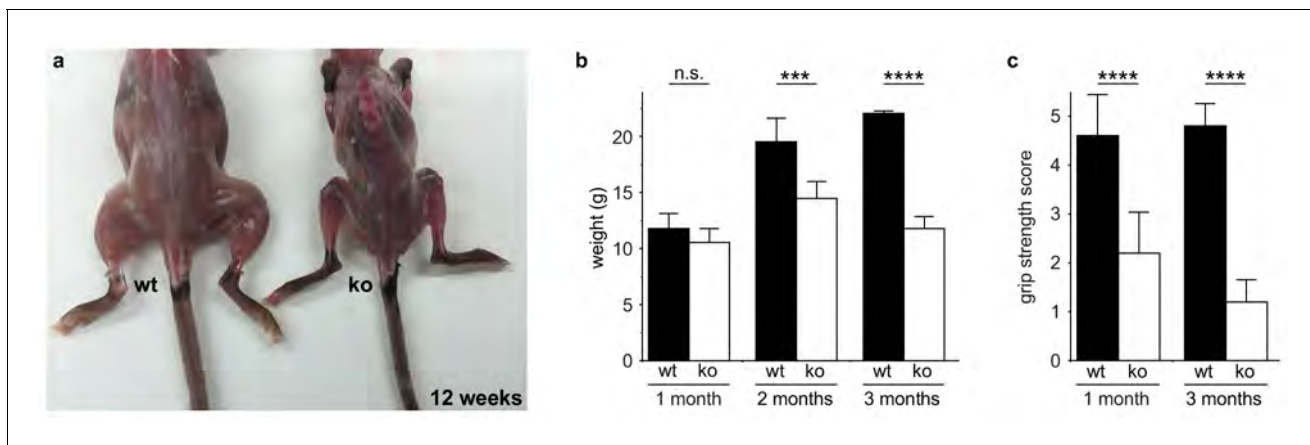 a
wt
ko
12 weeks
b
n.s.
***
****
weight (g)
20
15
10
5
0
wt ko wt ko wt ko
1 month 2 months 3 months
c
****
****
grip strength score
5
4
3
2
1
0
wt ko wt ko
1 month 3 months